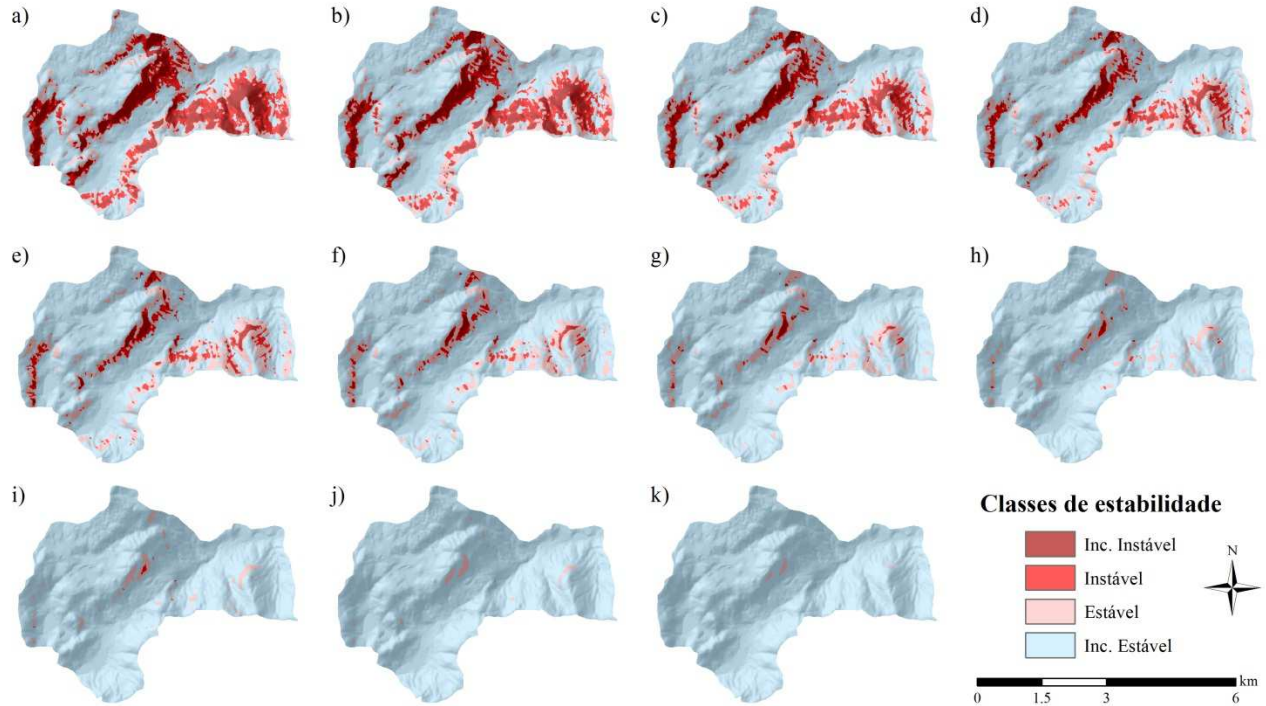 a)
b)
c)
d)
e)
f)
g)
h)
i)
j)
k)
Classes de estabilidade
Inc. Instável
Instável
Estável
Inc. Estável
N
km
0 1.5 3 6